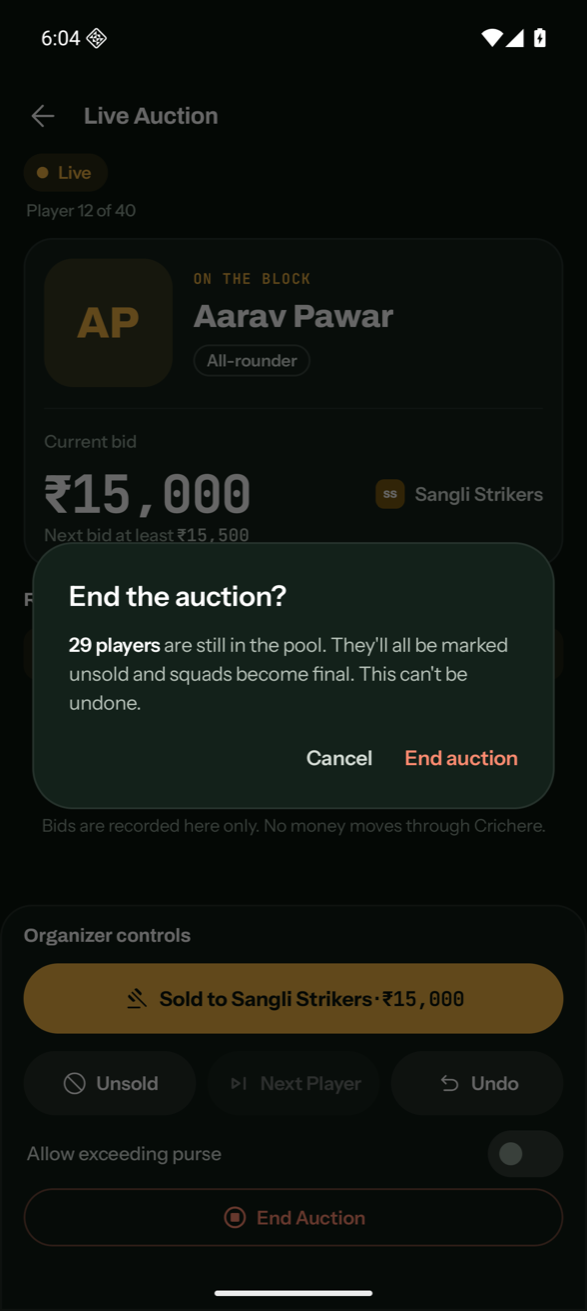 6:04
Live Auction
Live
Player 12 of 40
AP
ON THE BLOCK
Aarav Pawar
All-rounder
Current bid
₹15,000
SS Sangli Strikers
Next bid at least ₹15,500
R
End the auction?
29 players are still in the pool. They'll all be marked
unsold and squads become final. This can't be
undone.
Cancel End auction
Bids are recorded here only. No money moves through Crichere.
Organizer controls
Sold to Sangli Strikers · ₹15,000
Unsold Next Player Undo
Allow exceeding purse
End Auction